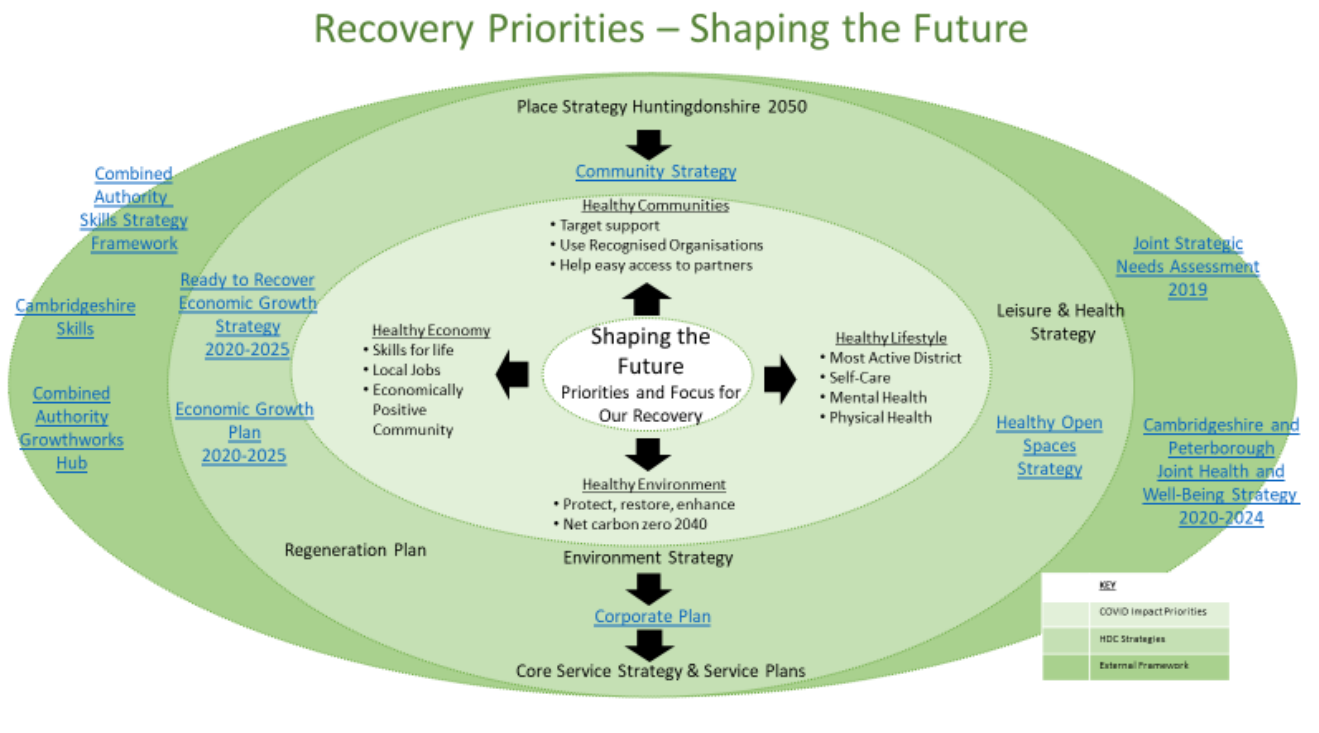 Recovery Priorities – Shaping the Future
Place Strategy Huntingdonshire 2050
Community Strategy
Healthy Communities
• Target support
• Use Recognised Organisations
• Help easy access to partners
Combined
Authority
Skills Strategy
Framework
Cambridgeshire
Skills
Combined
Authority
Growthworks
Hub
Ready to Recover
Economic Growth
Strategy
2020-2025
Economic Growth
Plan
2020-2025
Healthy Economy
• Skills for life
• Local Jobs
• Economically
Positive
Community
Shaping the
Future
Priorities and Focus for
Our Recovery
Healthy Lifestyle
• Most Active District
• Self-Care
• Mental Health
• Physical Health
Leisure & Health
Strategy
Healthy Open
Spaces
Strategy
Joint Strategic
Needs Assessment
2019
Cambridgeshire and
Peterborough
Joint Health and
Well-Being Strategy
2020-2024
Healthy Environment
• Protect, restore, enhance
• Net carbon zero 2040
Regeneration Plan
Environment Strategy
Corporate Plan
Core Service Strategy & Service Plans
KEY
COVID Impact Priorities
HDC Strategies
External Framework